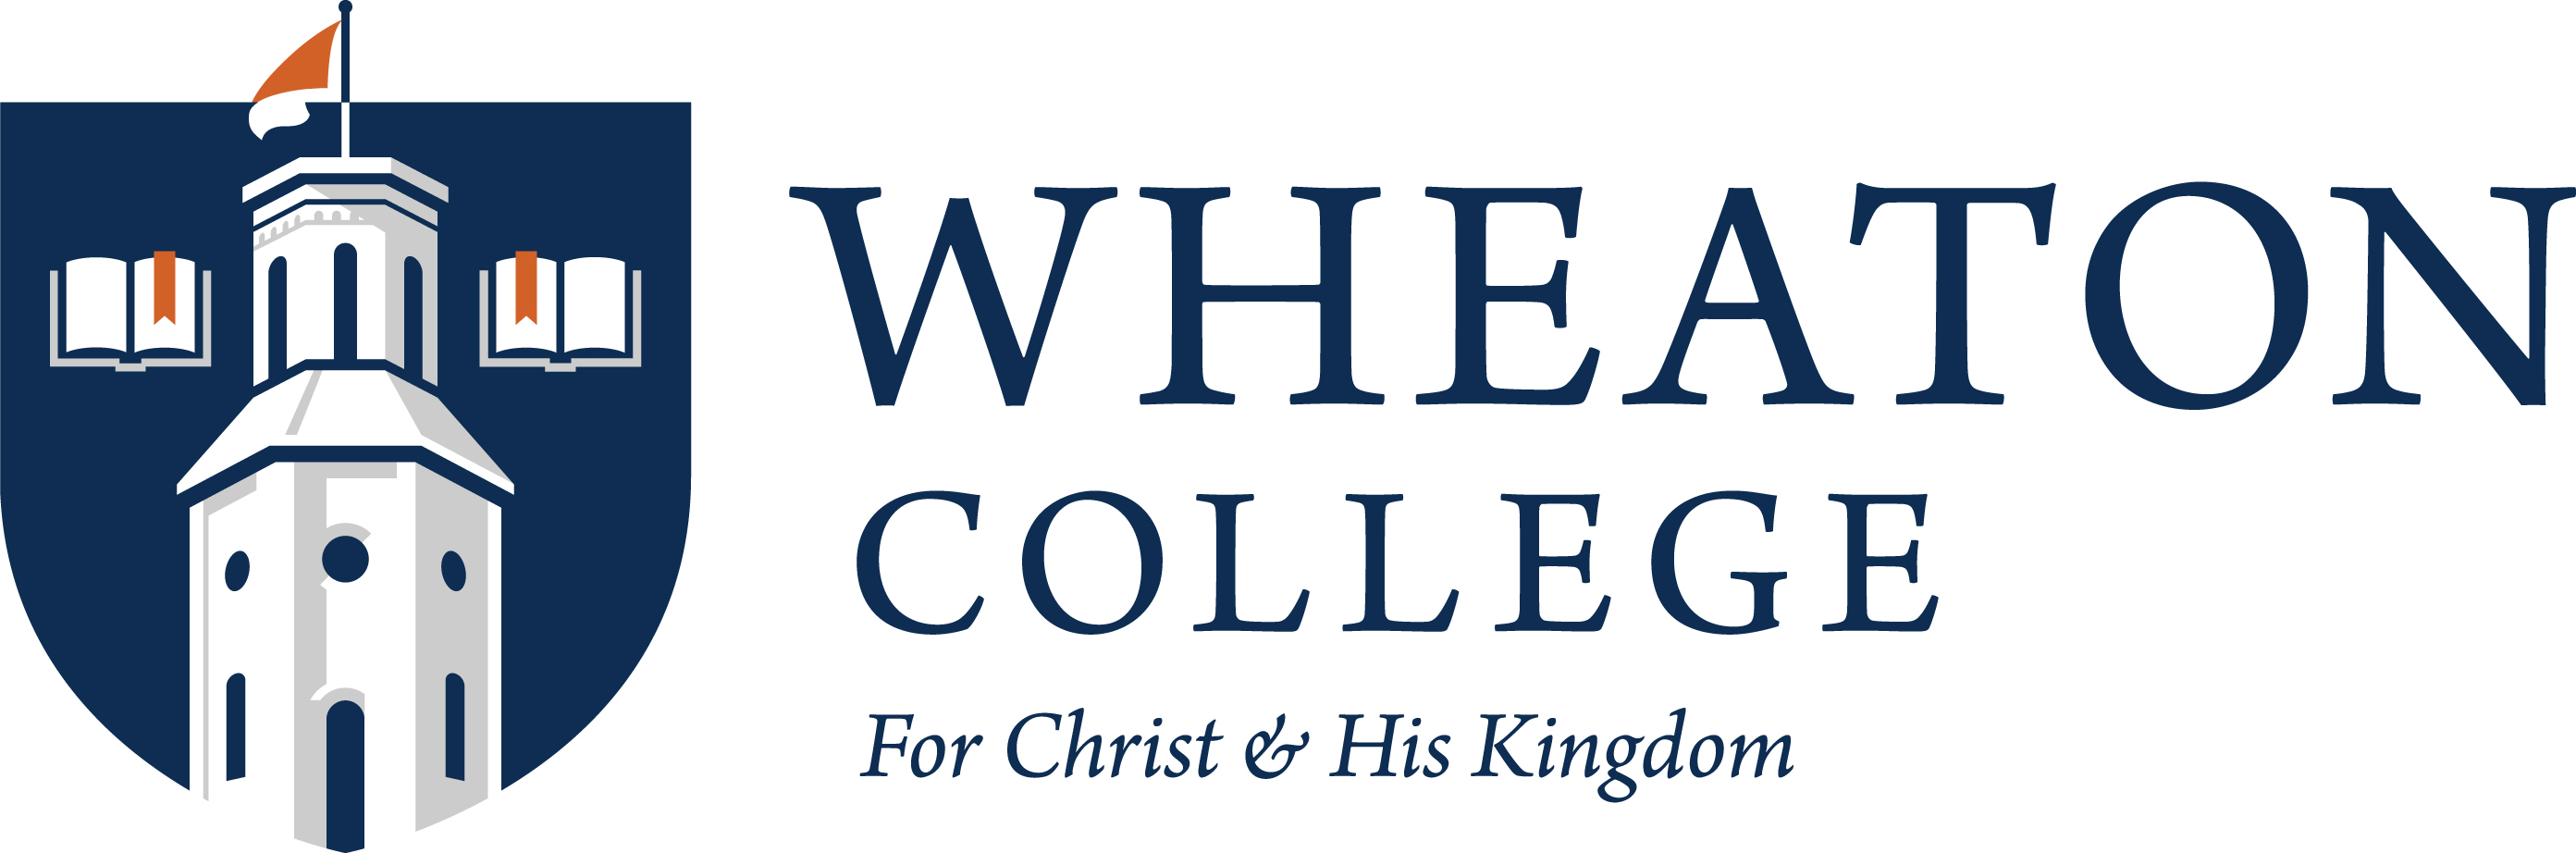 WHEATON
COLLEGE
For Christ & His Kingdom